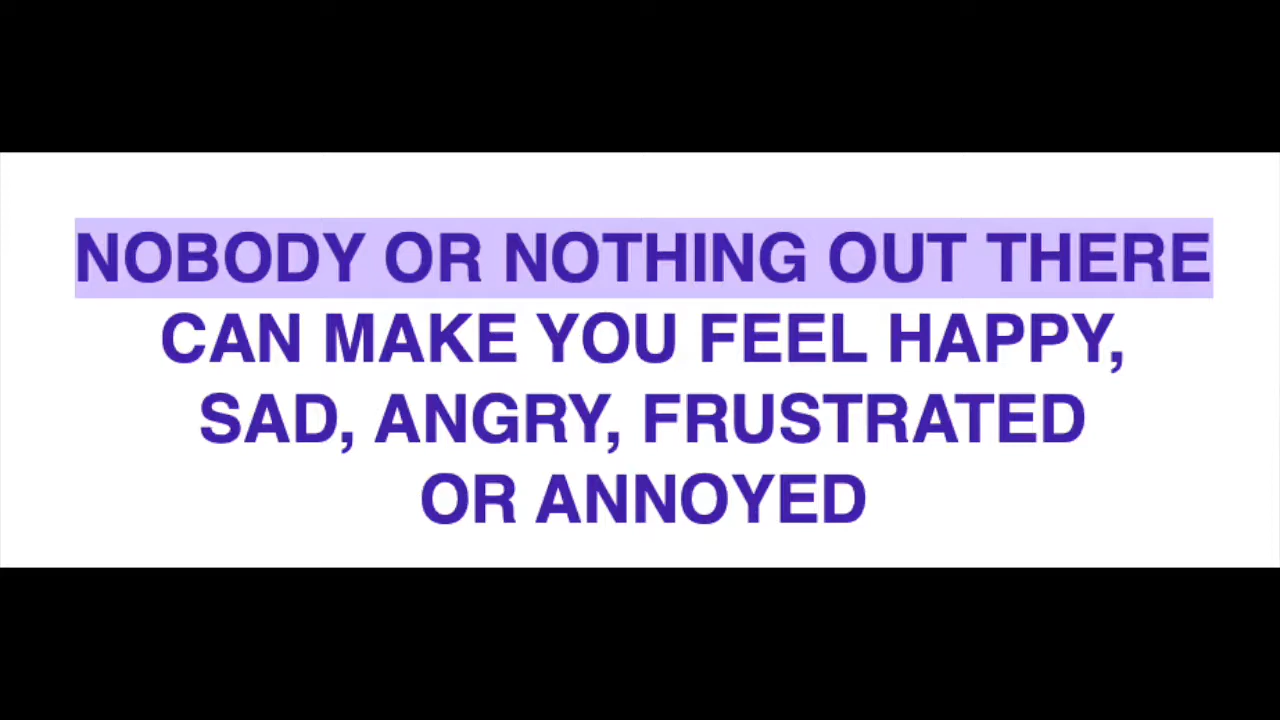 NOBODY OR NOTHING OUT THERE
CAN MAKE YOU FEEL HAPPY,
SAD, ANGRY, FRUSTRATED
OR ANNOYED